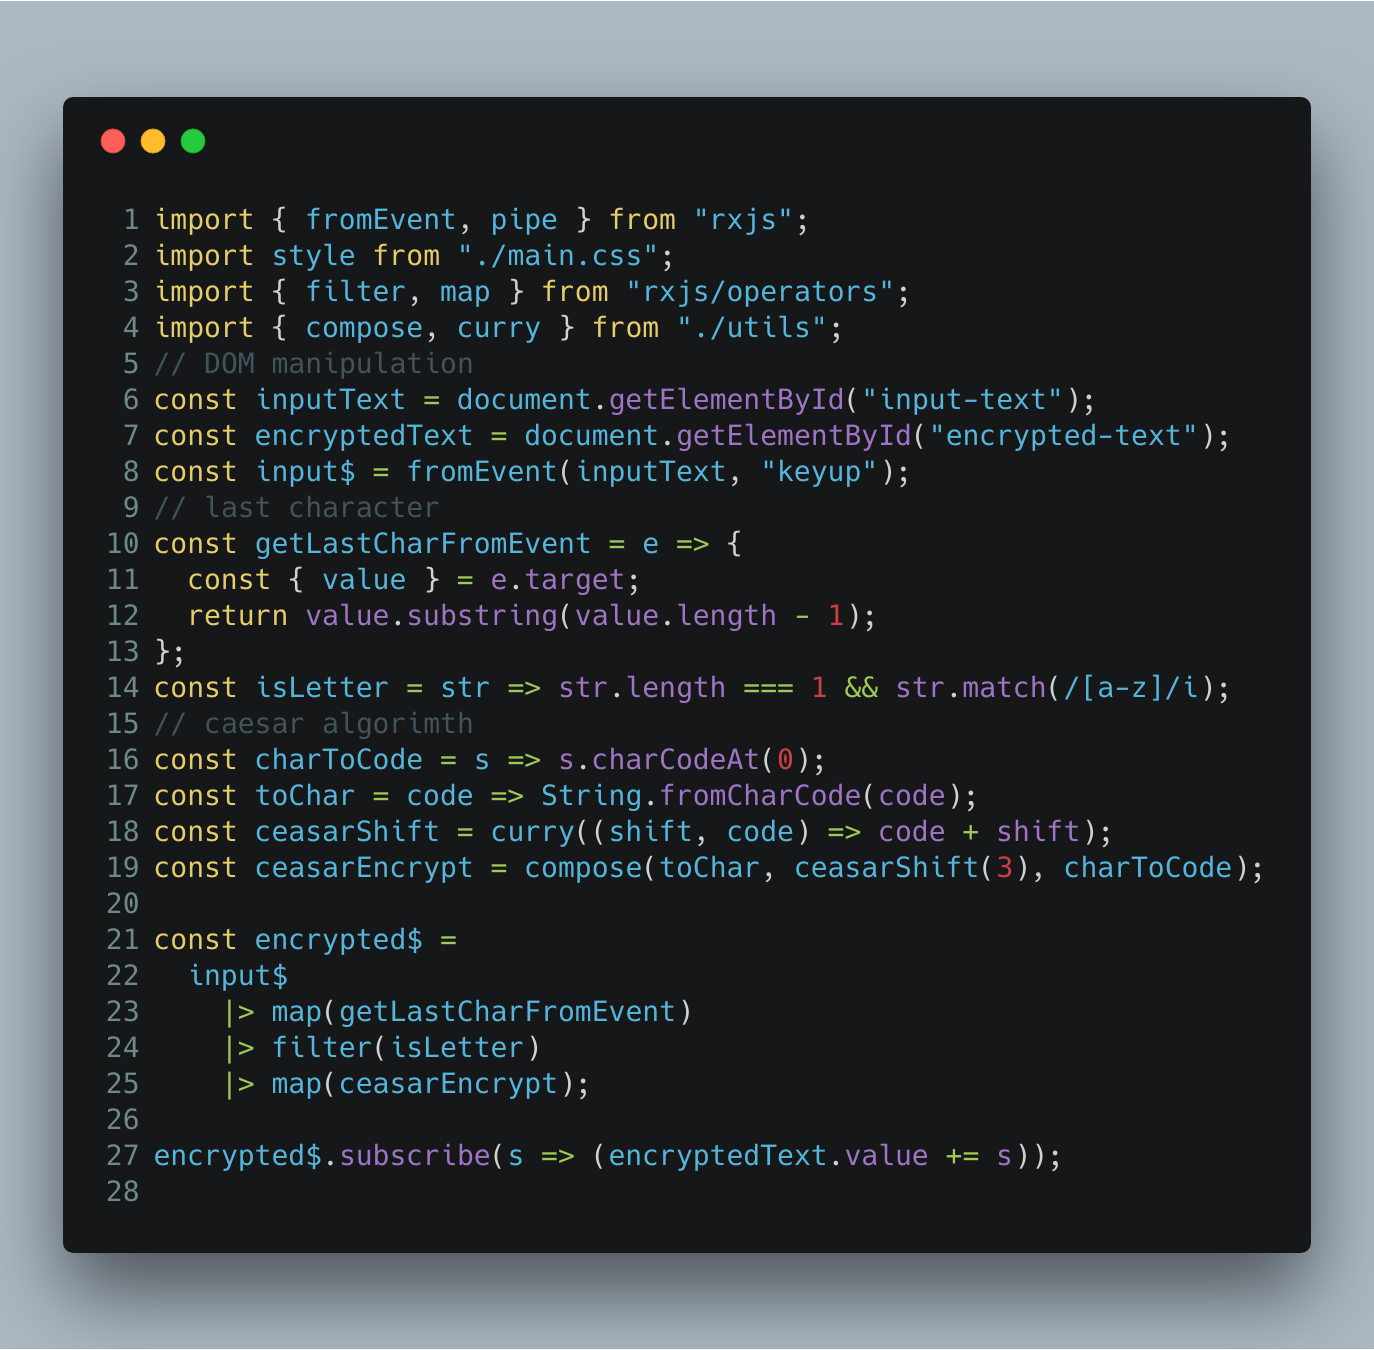 1 import { fromEvent, pipe } from "rxjs";
2 import style from "./main.css";
3 import { filter, map } from "rxjs/operators";
4 import { compose, curry } from "./utils";
5 // DOM manipulation
6 const inputText = document.getElementById("input-text");
7 const encryptedText = document.getElementById("encrypted-text");
8 const input$ = fromEvent(inputText, "keyup");
9 // last character
10 const getLastCharFromEvent = e => {
11   const { value } = e.target;
12   return value.substring(value.length - 1);
13 };
14 const isLetter = str => str.length === 1 && str.match(/[a-z]/i);
15 // caesar algorimth
16 const charToCode = s => s.charCodeAt(0);
17 const toChar = code => String.fromCharCode(code);
18 const ceasarShift = curry((shift, code) => code + shift);
19 const ceasarEncrypt = compose(toChar, ceasarShift(3), charToCode);
20
21 const encrypted$ =
22   input$
23     |> map(getLastCharFromEvent)
24     |> filter(isLetter)
25     |> map(ceasarEncrypt);
26
27 encrypted$.subscribe(s => (encryptedText.value += s));
28